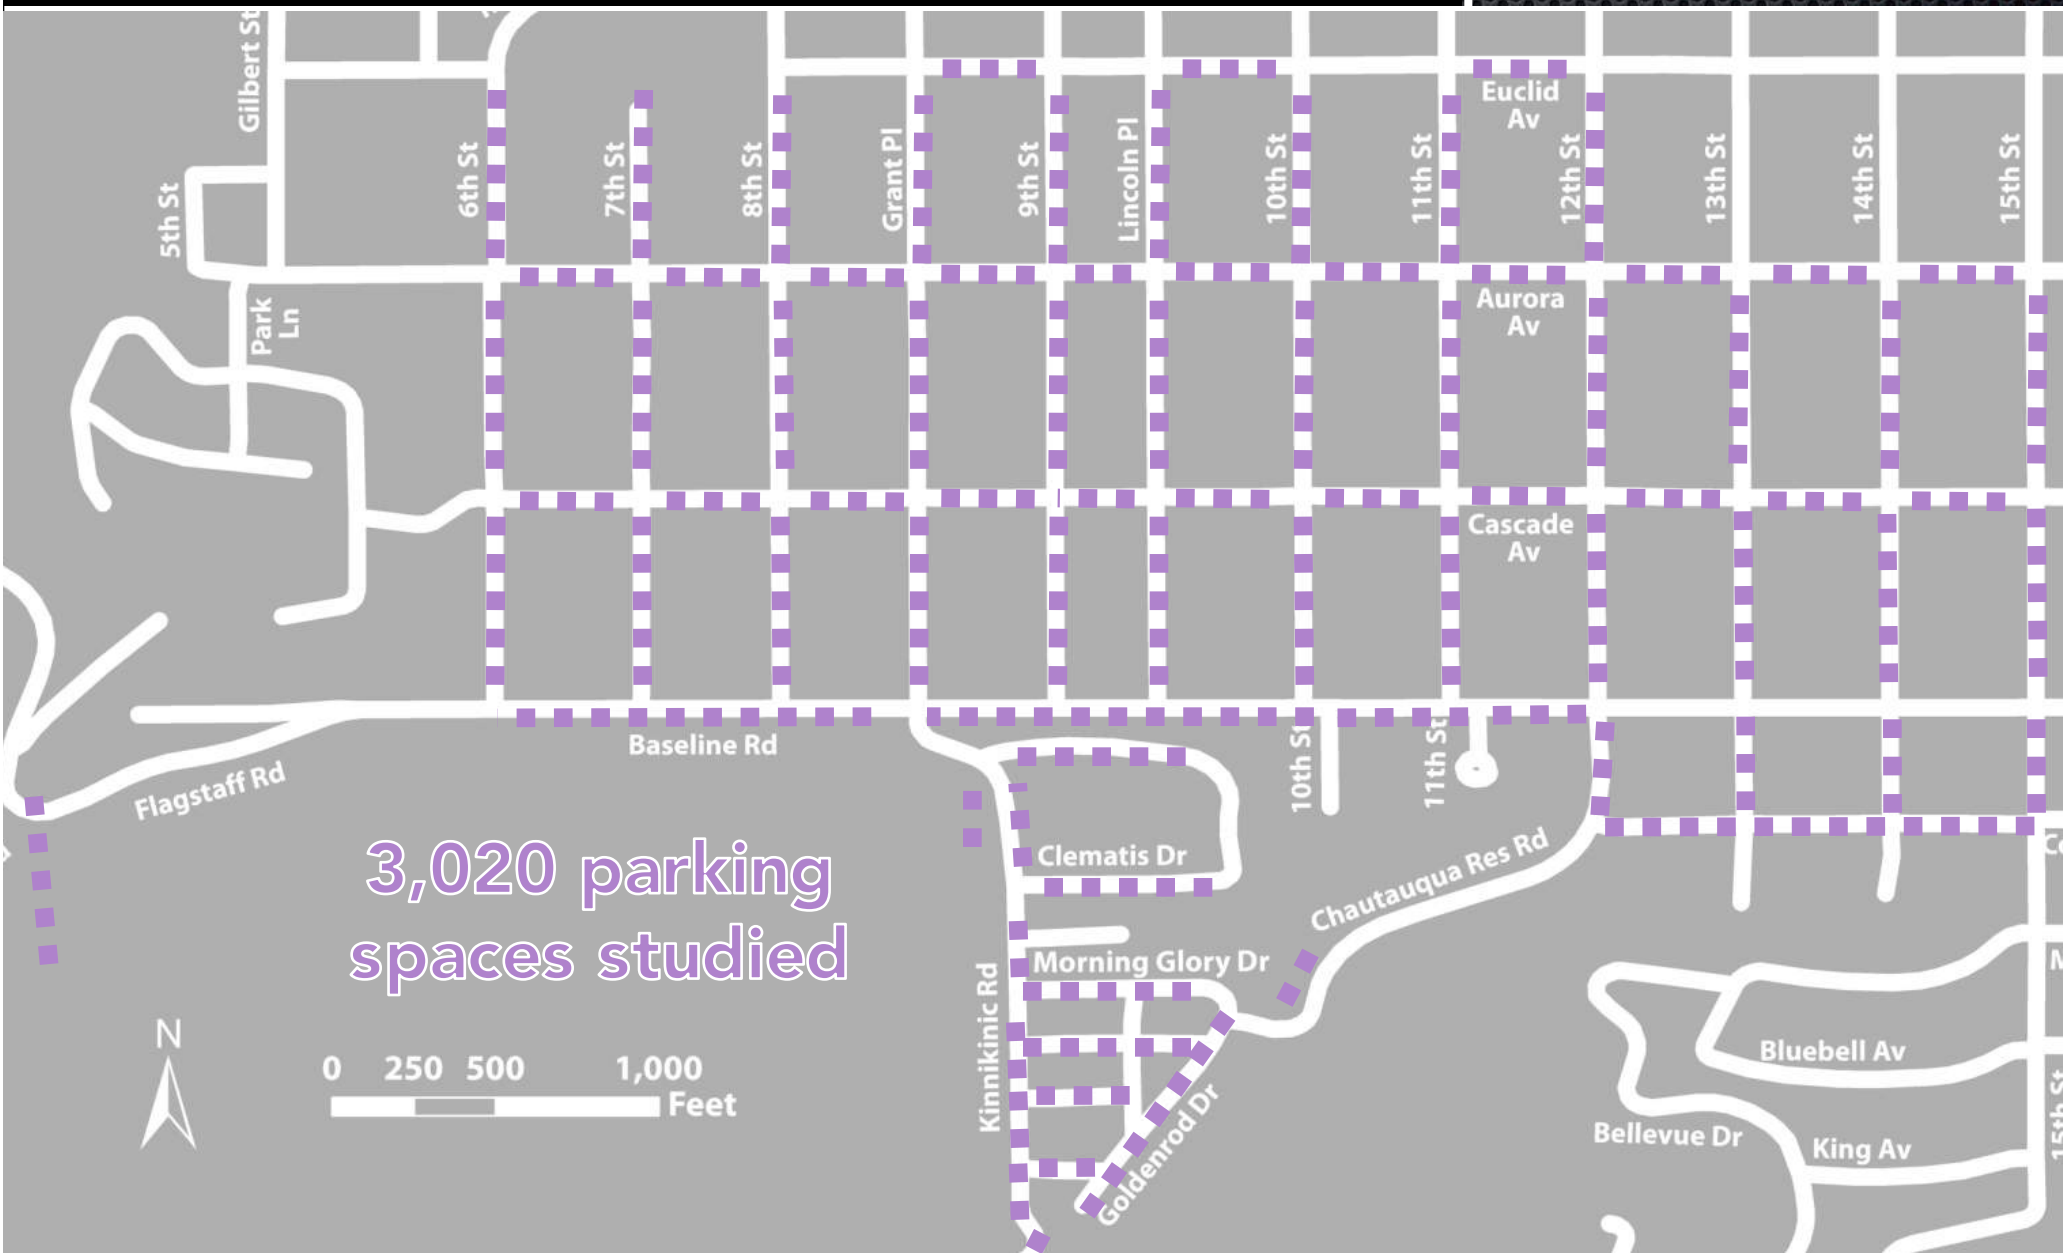 Gilbert St
5th St
6th St
7th St
8th St
Grant Pl
9th St
Lincoln Pl
10th St
11th St
Euclid
Av
12th St
13th St
14th St
15th St
Park
Ln
Aurora
Av
Cascade
Av
Baseline Rd
10th St
11th St
Flagstaff Rd
3,020 parking
spaces studied
Clematis Dr
Chautauqua Res Rd
Morning Glory Dr
Kinnikinic Rd
Goldenrod Dr
N
0 250 500 1,000
Feet
Bluebell Av
Bellevue Dr
King Av
15th St